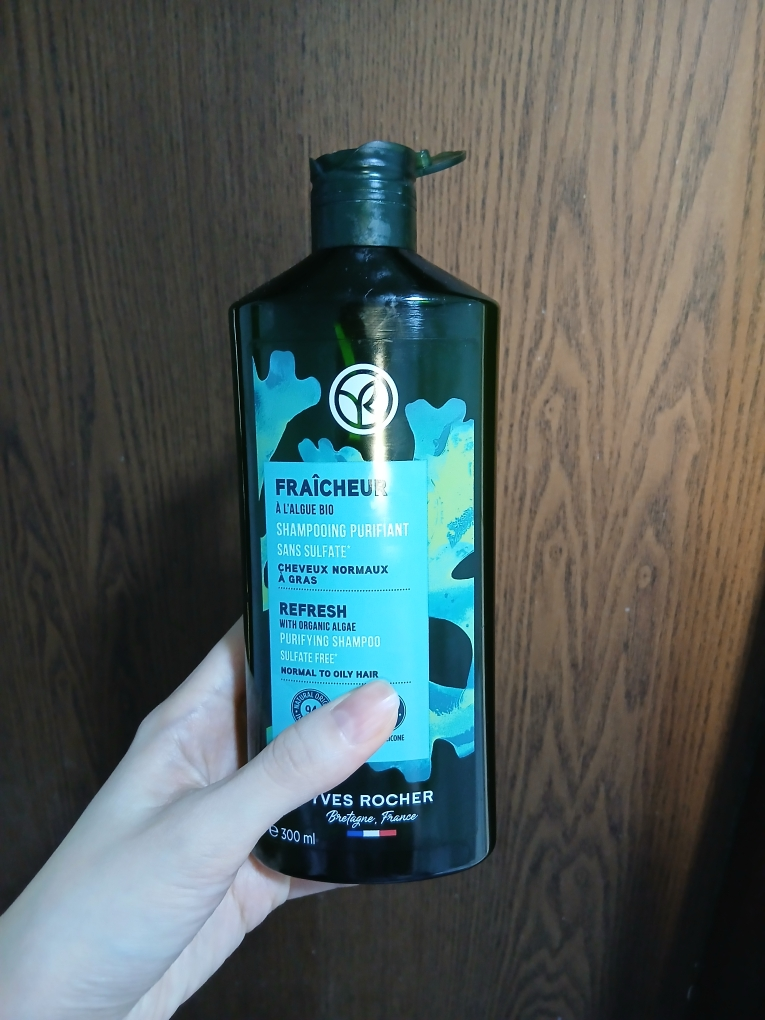 FRAÎCHEUR
À L'ALGUE BIO
SHAMPOOING PURIFIANT
SANS SULFATE*
CHEVEUX NORMAUX
À GRAS
REFRESH
WITH ORGANIC ALGAE
PURIFYING SHAMPOO
SULFATE FREE*
NORMAL TO OILY HAIR
NATURAL
YVES ROCHER
Bretagne, France
e 300 ml